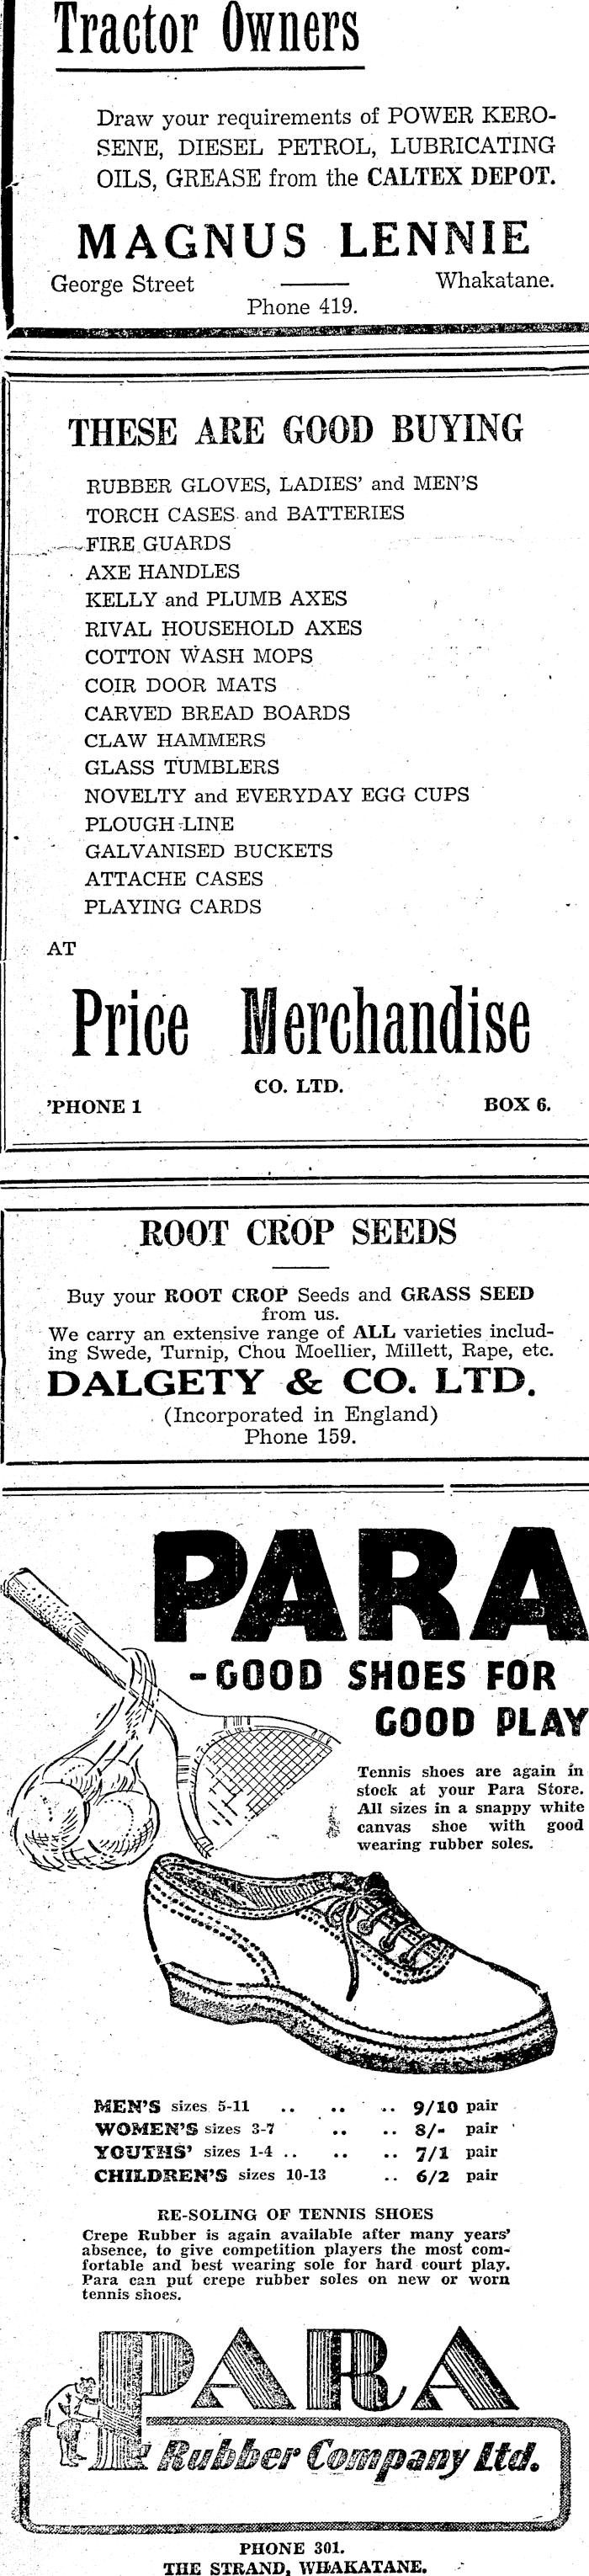 Tractor Owners
Draw your requirements of POWER KERO-
SENE, DIESEL PETROL, LUBRICATING
OILS, GREASE from the CALTEX DEPOT.
MAGNUS LENNIE
George Street Whakatane.
Phone 419.
THESE ARE GOOD BUYING
RUBBER GLOVES, LADIES' and MEN'S
TORCH CASES and BATTERIES
FIRE GUARDS
AXE HANDLES
KELLY and PLUMB AXES
RIVAL HOUSEHOLD AXES
COTTON WASH MOPS
COIR DOOR MATS
CARVED BREAD BOARDS
CLAW HAMMERS
GLASS TUMBLERS
NOVELTY and EVERYDAY EGG CUPS
PLOUGH-LINE
GALVANISED BUCKETS
ATTACHE CASES
PLAYING CARDS
AT
Price Merchandise
CO. LTD.
'PHONE 1 BOX 6.
ROOT CROP SEEDS
Buy your ROOT CROP Seeds and GRASS SEED
from us.
We carry an extensive range of ALL varieties includ-
ing Swede, Turnip, Chou Moellier, Millett, Rape, etc.
DALGETY & CO. LTD.
(Incorporated in England)
Phone 159.
PARA
-GOOD SHOES FOR
GOOD PLAY
Tennis shoes are again in
stock at your Para Store.
All sizes in a snappy white
canvas shoe with good
wearing rubber soles.
MEN'S sizes 5-11 .. .. .. 9/10 pair
WOMEN'S sizes 3-7 .. .. 8/- pair
YOUTHS' sizes 1-4 .. .. .. 7/1 pair
CHILDREN'S sizes 10-13 .. 6/2 pair
RE-SOLING OF TENNIS SHOES
Crepe Rubber is again available after many years'
absence, to give competition players the most com-
fortable and best wearing sole for hard court play.
Para can put crepe rubber soles on new or worn
tennis shoes.
PARA
Rubber Company Ltd.
PHONE 301.
THE STRAND, WHAKATANE.